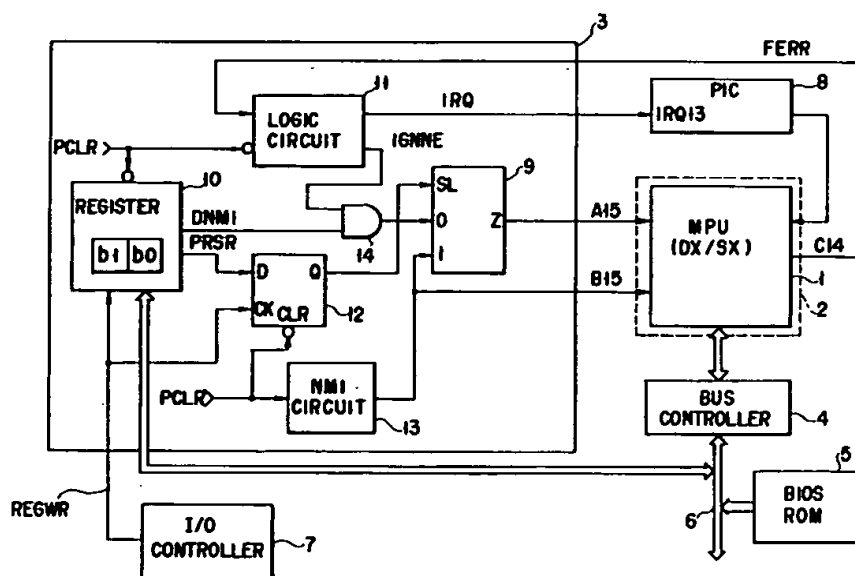 3
FERR
11
LOGIC
CIRCUIT
IRQ
PIC
8
IRQ13
IGNNE
PCLR
10
REGISTER
DNMI
PRSR
b1 b0
14
9
SL
0
Z
1
A15
MPU
(DX/SX)
C14
1
2
B15
D Q
CK CLR
12
PCLR
NMI
CIRCUIT
13
BUS
CONTROLLER
4
5
BIOS
ROM
6
REGWR
I/O
CONTROLLER
7